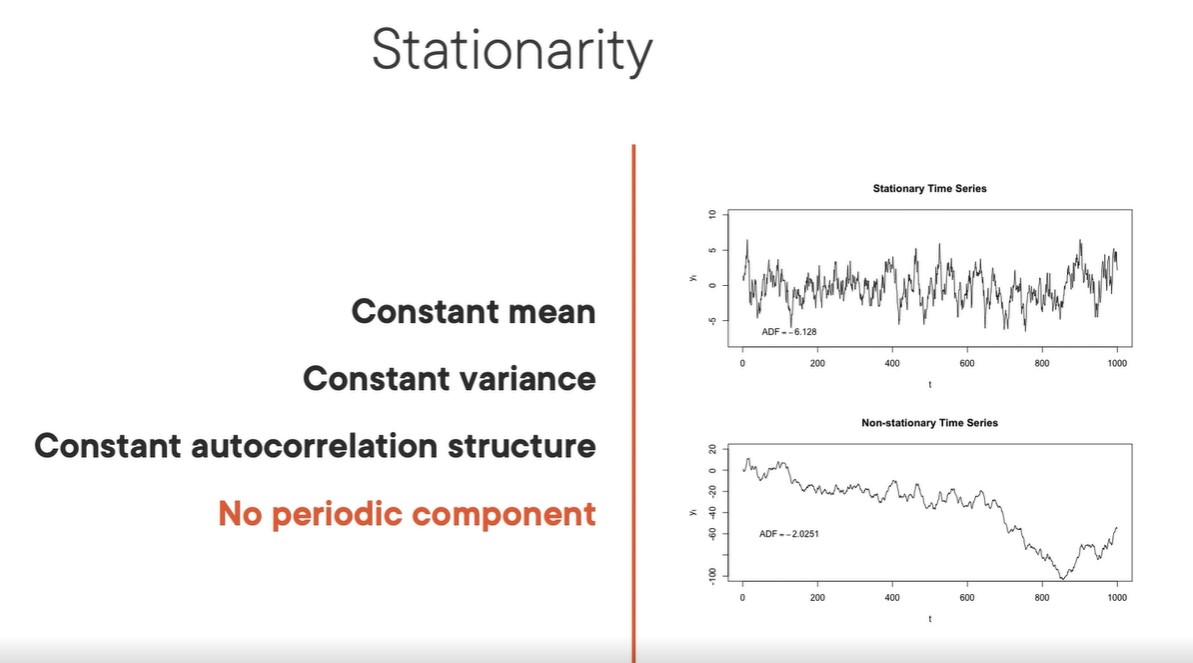 Stationarity
Constant mean
Constant variance
Constant autocorrelation structure
No periodic component
Stationary Time Series
10
5
0
-5
yₜ
ADF = −6.128
0 200 400 600 800 1000
t
Non-stationary Time Series
20
0
-20
-40
-60
-100
yₜ
ADF = −2.0251
0 200 400 600 800 1000
t